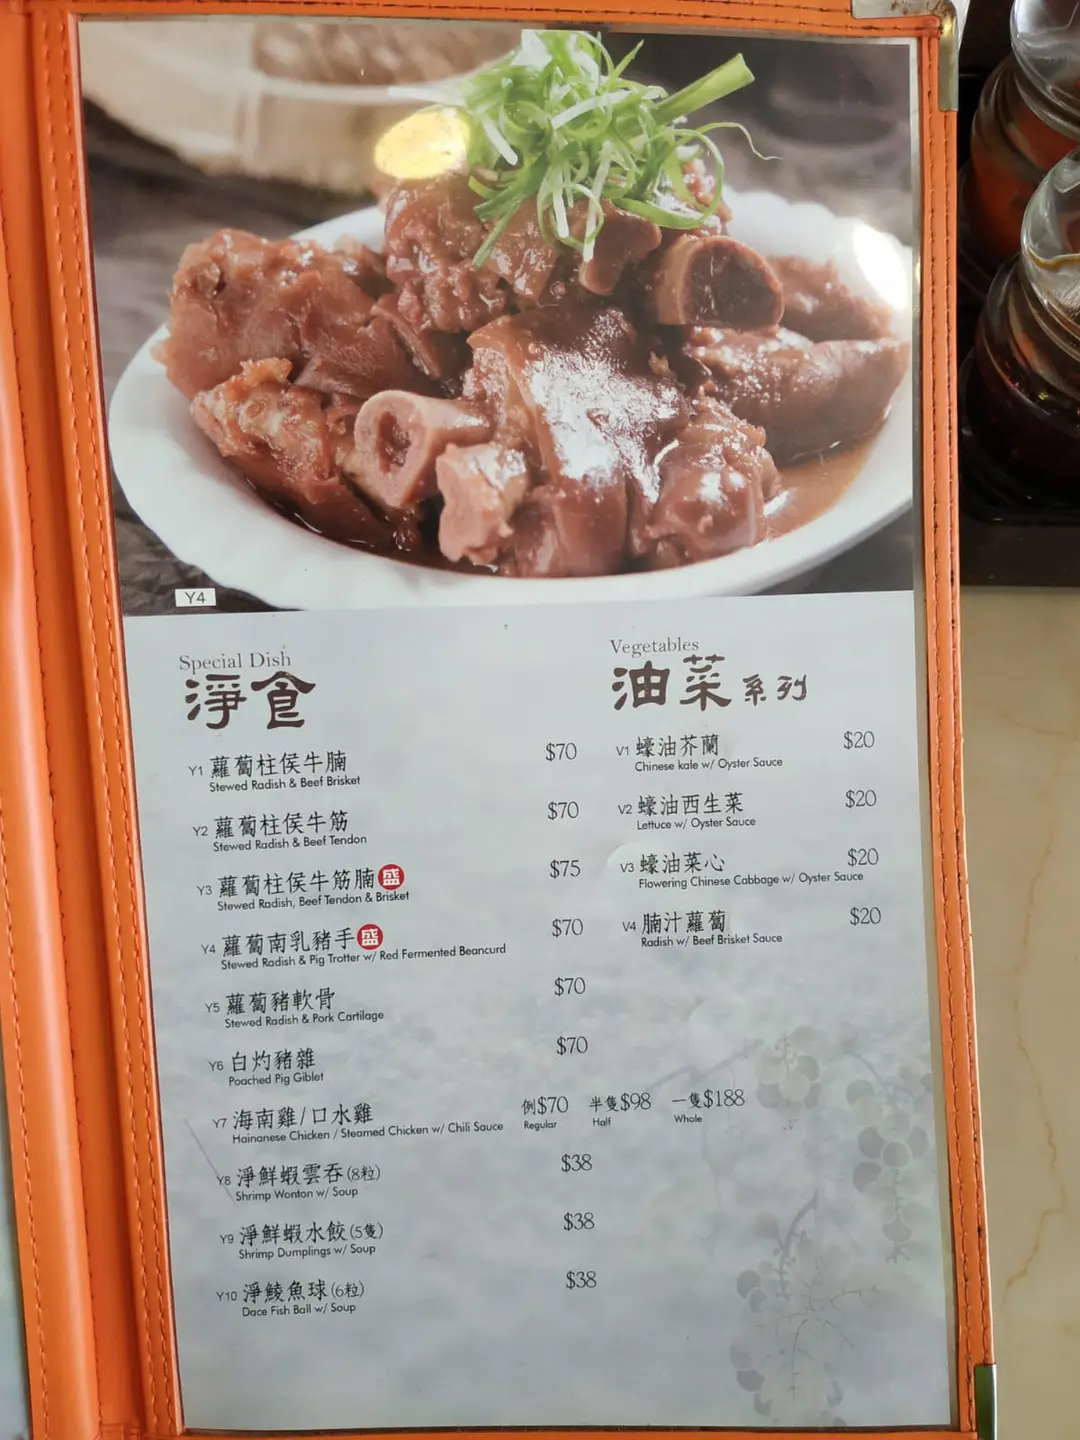 Y4
Special Dish
淨食
Y1 蘿蔔柱侯牛腩 $70
Stewed Radish & Beef Brisket
Y2 蘿蔔柱侯牛筋 $70
Stewed Radish & Beef Tendon
Y3 蘿蔔柱侯牛筋腩 盛 $75
Stewed Radish, Beef Tendon & Brisket
Y4 蘿蔔南乳豬手 盛 $70
Stewed Radish & Pig Trotter w/ Red Fermented Beancurd
Y5 蘿蔔豬軟骨 $70
Stewed Radish & Pork Cartilage
Y6 白灼豬雜 $70
Poached Pig Giblet
Y7 海南雞/口水雞 例$70 半隻$98 一隻$188
Hainanese Chicken / Steamed Chicken w/ Chili Sauce Regular Half Whole
Y8 淨鮮蝦雲吞(8粒) $38
Shrimp Wonton w/ Soup
Y9 淨鮮蝦水餃(5隻) $38
Shrimp Dumplings w/ Soup
Y10 淨鯪魚球(6粒) $38
Dace Fish Ball w/ Soup
Vegetables
油菜系列
V1 蠔油芥蘭 $20
Chinese kale w/ Oyster Sauce
V2 蠔油西生菜 $20
Lettuce w/ Oyster Sauce
V3 蠔油菜心 $20
Flowering Chinese Cabbage w/ Oyster Sauce
V4 腩汁蘿蔔 $20
Radish w/ Beef Brisket Sauce